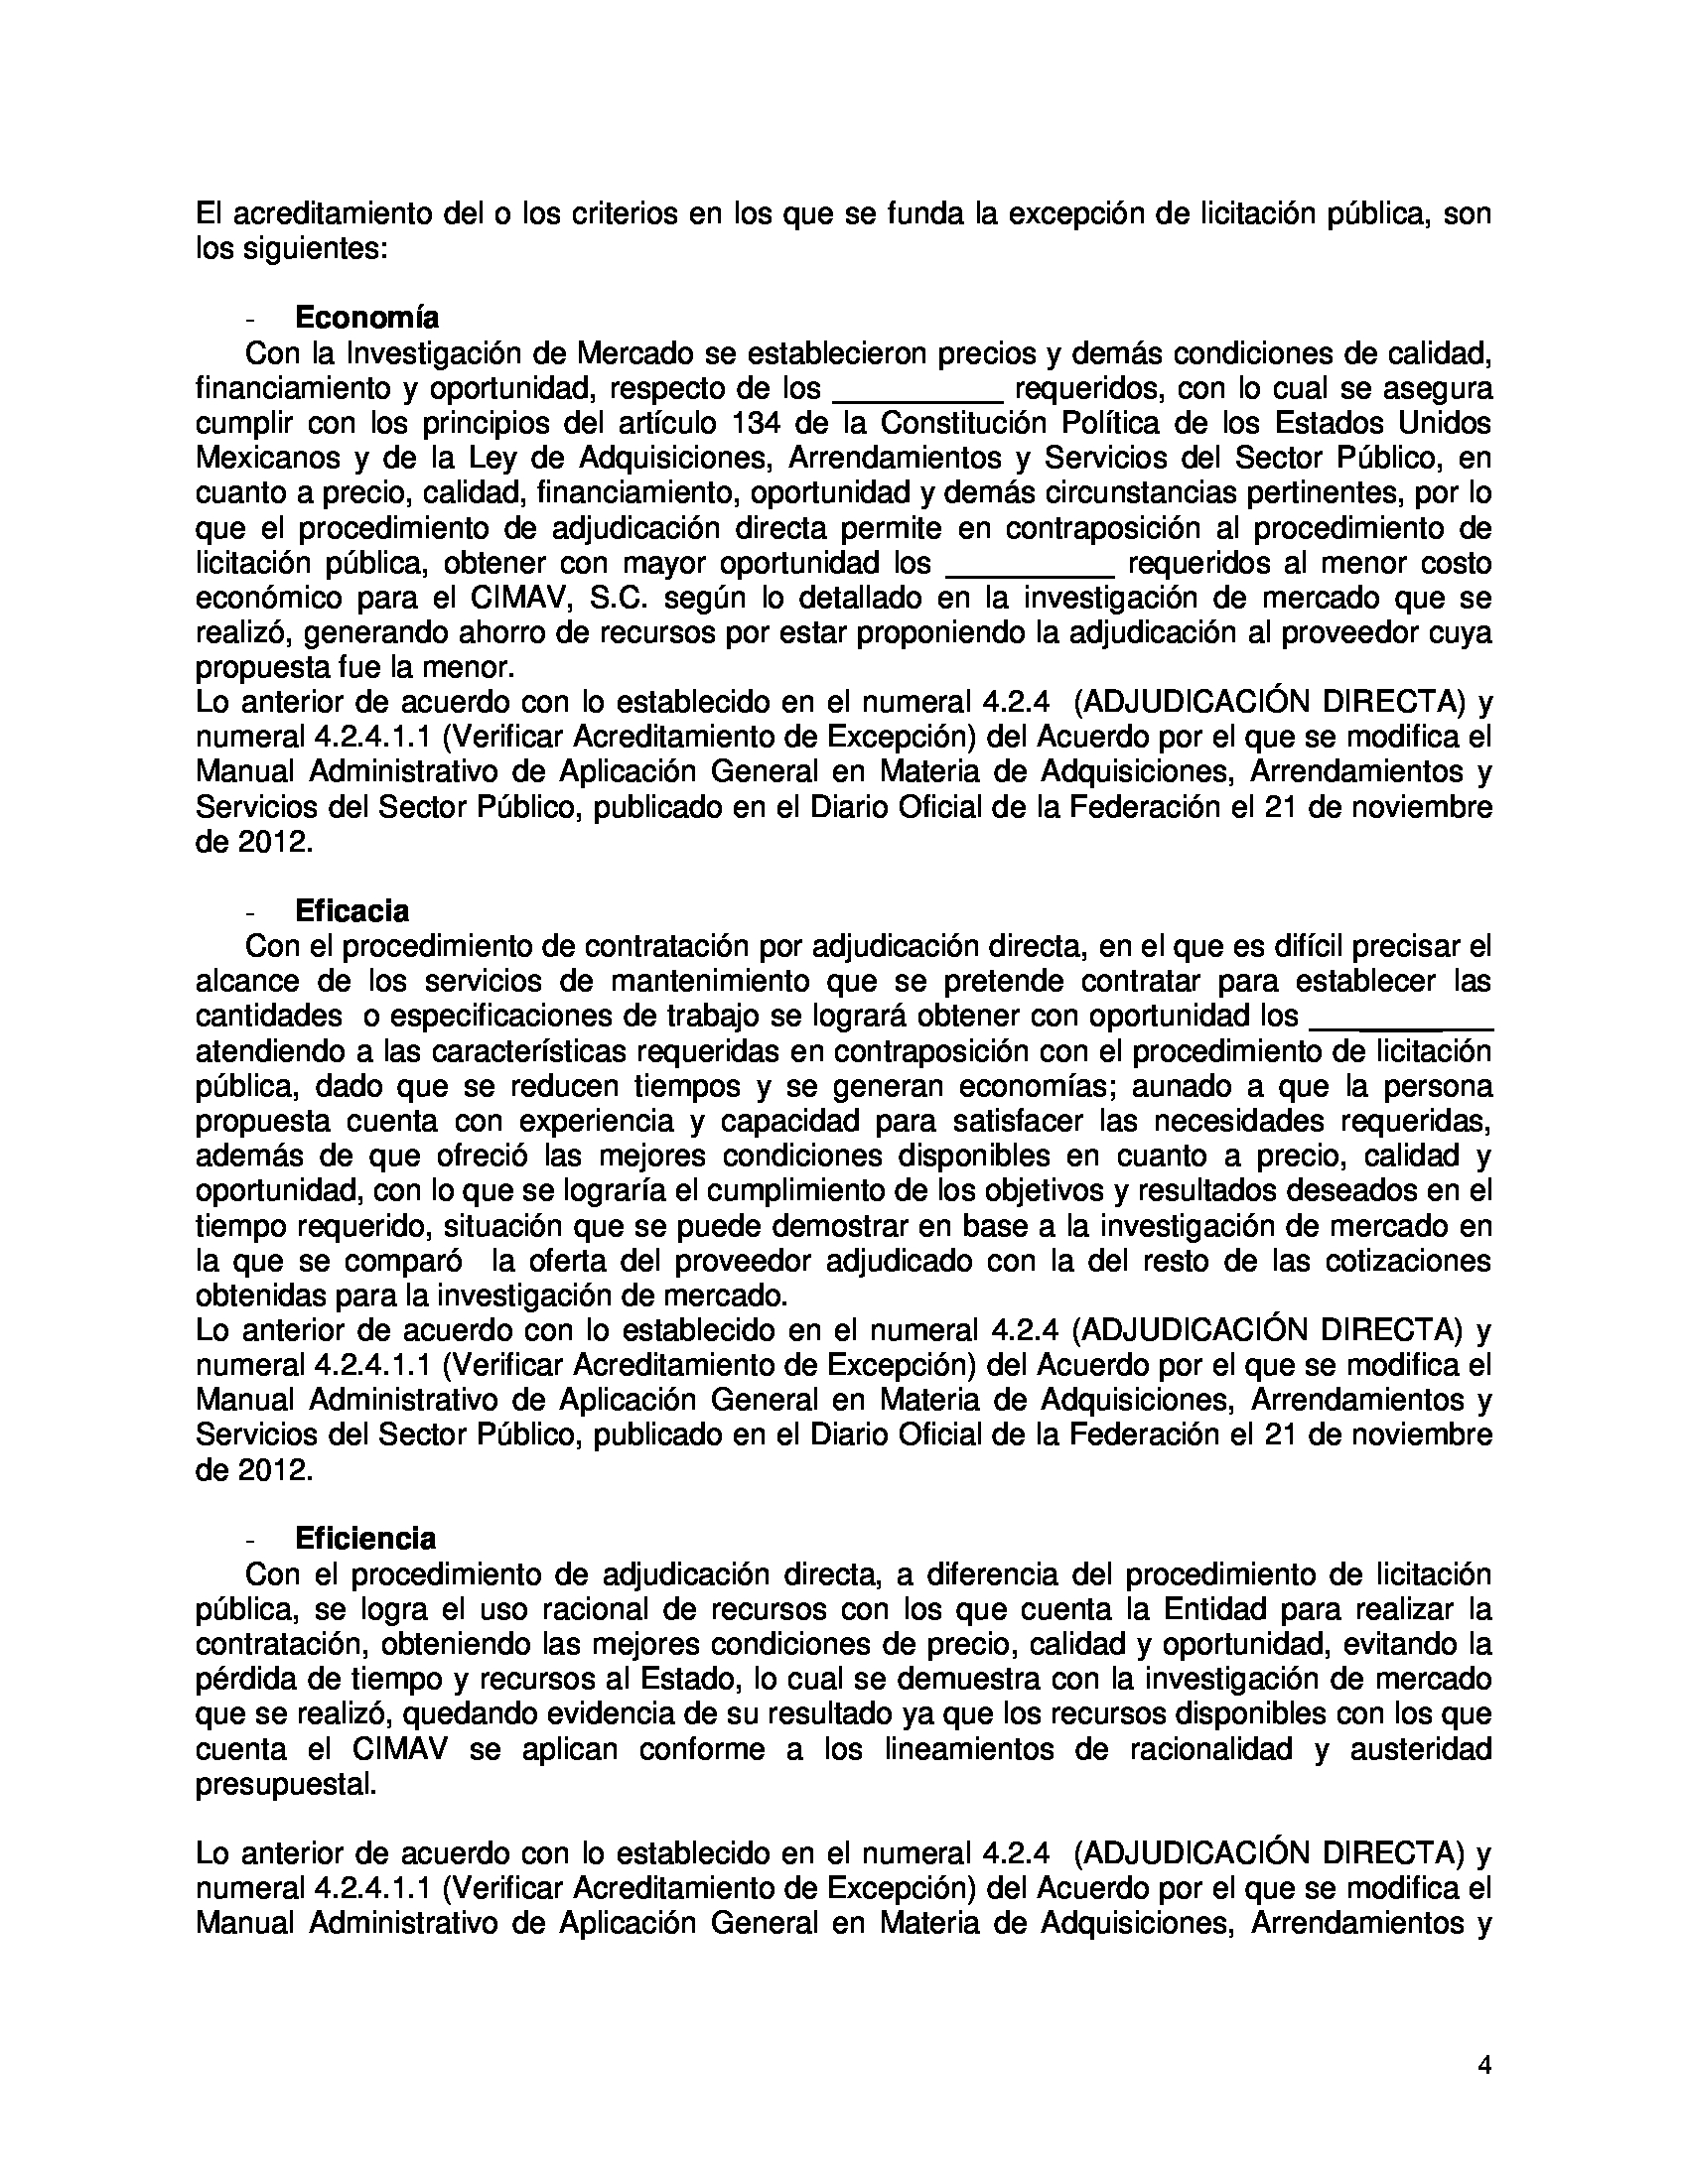 El acreditamiento del o los criterios en los que se funda la excepción de licitación pública, son
los siguientes:
- Economía
Con la Investigación de Mercado se establecieron precios y demás condiciones de calidad,
financiamiento y oportunidad, respecto de los __________ requeridos, con lo cual se asegura
cumplir con los principios del artículo 134 de la Constitución Política de los Estados Unidos
Mexicanos y de la Ley de Adquisiciones, Arrendamientos y Servicios del Sector Público, en
cuanto a precio, calidad, financiamiento, oportunidad y demás circunstancias pertinentes, por lo
que el procedimiento de adjudicación directa permite en contraposición al procedimiento de
licitación pública, obtener con mayor oportunidad los __________ requeridos al menor costo
económico para el CIMAV, S.C. según lo detallado en la investigación de mercado que se
realizó, generando ahorro de recursos por estar proponiendo la adjudicación al proveedor cuya
propuesta fue la menor.
Lo anterior de acuerdo con lo establecido en el numeral 4.2.4 (ADJUDICACIÓN DIRECTA) y
numeral 4.2.4.1.1 (Verificar Acreditamiento de Excepción) del Acuerdo por el que se modifica el
Manual Administrativo de Aplicación General en Materia de Adquisiciones, Arrendamientos y
Servicios del Sector Público, publicado en el Diario Oficial de la Federación el 21 de noviembre
de 2012.
- Eficacia
Con el procedimiento de contratación por adjudicación directa, en el que es difícil precisar el
alcance de los servicios de mantenimiento que se pretende contratar para establecer las
cantidades o especificaciones de trabajo se logrará obtener con oportunidad los ___________
atendiendo a las características requeridas en contraposición con el procedimiento de licitación
pública, dado que se reducen tiempos y se generan economías; aunado a que la persona
propuesta cuenta con experiencia y capacidad para satisfacer las necesidades requeridas,
además de que ofreció las mejores condiciones disponibles en cuanto a precio, calidad y
oportunidad, con lo que se lograría el cumplimiento de los objetivos y resultados deseados en el
tiempo requerido, situación que se puede demostrar en base a la investigación de mercado en
la que se comparó la oferta del proveedor adjudicado con la del resto de las cotizaciones
obtenidas para la investigación de mercado.
Lo anterior de acuerdo con lo establecido en el numeral 4.2.4 (ADJUDICACIÓN DIRECTA) y
numeral 4.2.4.1.1 (Verificar Acreditamiento de Excepción) del Acuerdo por el que se modifica el
Manual Administrativo de Aplicación General en Materia de Adquisiciones, Arrendamientos y
Servicios del Sector Público, publicado en el Diario Oficial de la Federación el 21 de noviembre
de 2012.
- Eficiencia
Con el procedimiento de adjudicación directa, a diferencia del procedimiento de licitación
pública, se logra el uso racional de recursos con los que cuenta la Entidad para realizar la
contratación, obteniendo las mejores condiciones de precio, calidad y oportunidad, evitando la
pérdida de tiempo y recursos al Estado, lo cual se demuestra con la investigación de mercado
que se realizó, quedando evidencia de su resultado ya que los recursos disponibles con los que
cuenta el CIMAV se aplican conforme a los lineamientos de racionalidad y austeridad
presupuestal.
Lo anterior de acuerdo con lo establecido en el numeral 4.2.4 (ADJUDICACIÓN DIRECTA) y
numeral 4.2.4.1.1 (Verificar Acreditamiento de Excepción) del Acuerdo por el que se modifica el
Manual Administrativo de Aplicación General en Materia de Adquisiciones, Arrendamientos y
4